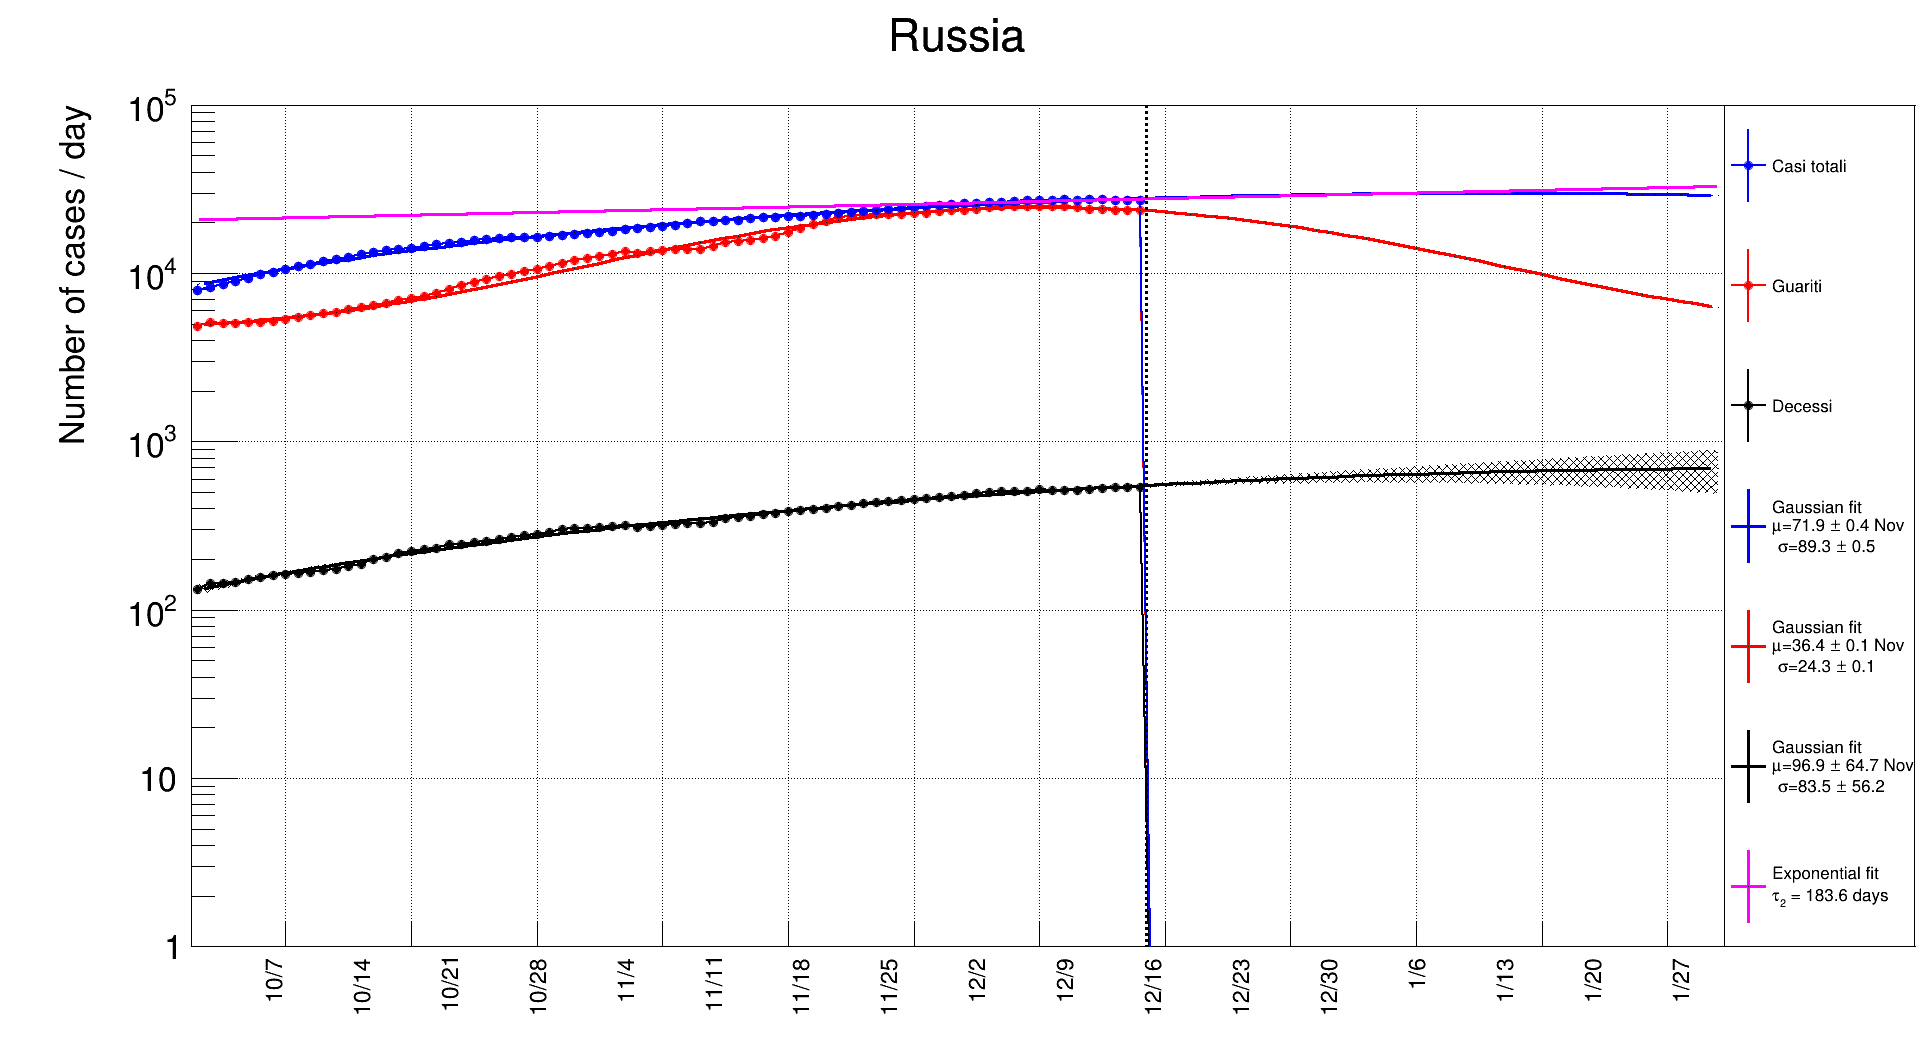 Russia
Number of cases / day
10^5
10^4
10^3
10^2
10
1
10/7
10/14
10/21
10/28
11/4
11/11
11/18
11/25
12/2
12/9
12/16
12/23
12/30
1/6
1/13
1/20
1/27
Casi totali
Guariti
Decessi
Gaussian fit
μ=71.9 ± 0.4 Nov
σ=89.3 ± 0.5
Gaussian fit
μ=36.4 ± 0.1 Nov
σ=24.3 ± 0.1
Gaussian fit
μ=96.9 ± 64.7 Nov
σ=83.5 ± 56.2
Exponential fit
τ₂ = 183.6 days